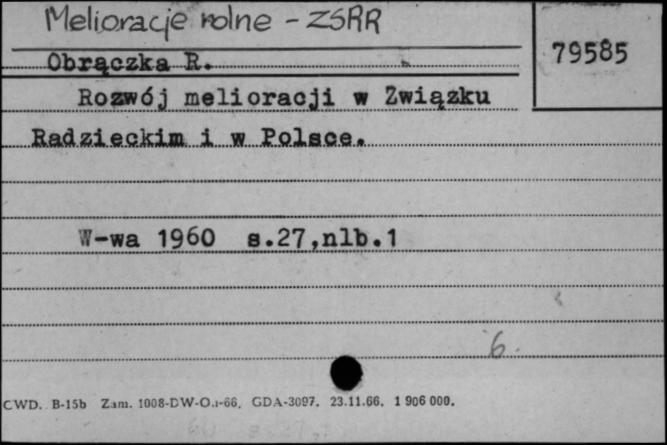 Melioracje rolne - ZSRR
79585
Obrączka R.
Rozwój melioracji w Związku
Radzieckim i w Polsce.
W-wa 1960 s.27,nlb.1
6.
CWD. B-15b Zam. 1008-DW-O.-66. GDA-3097. 23.11.66. 1 906 000.